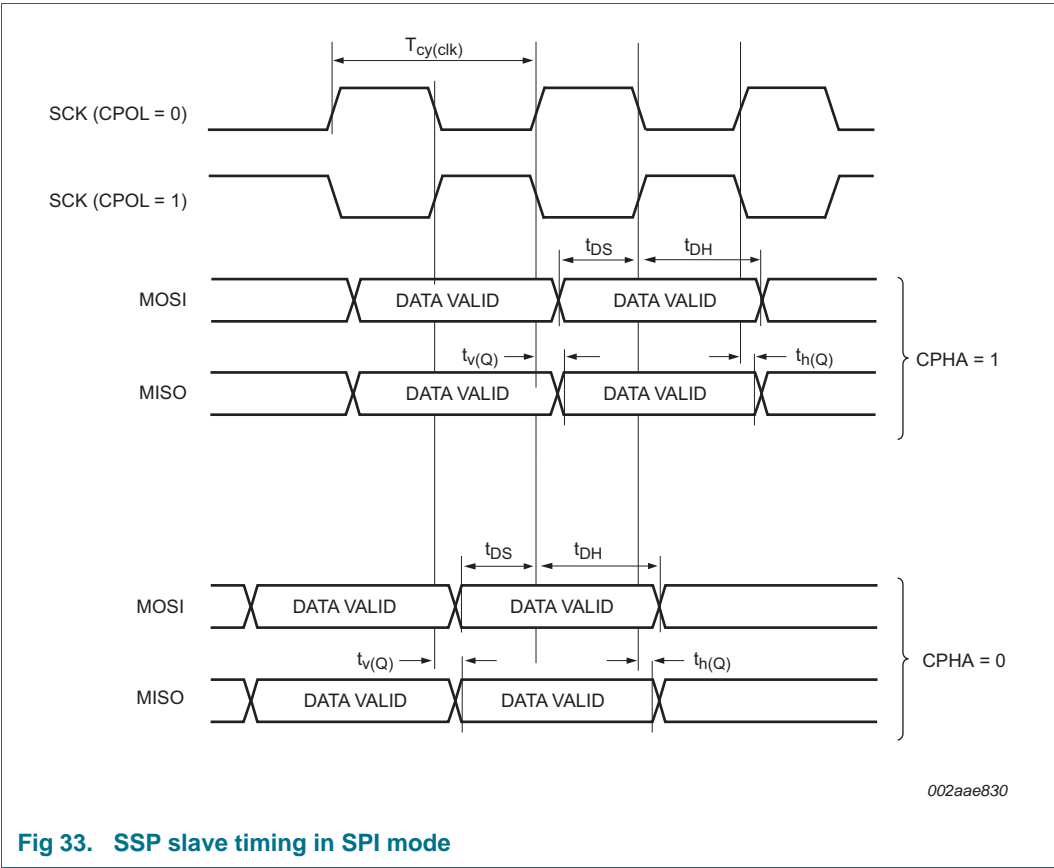 Tcy(clk)
SCK (CPOL = 0)
SCK (CPOL = 1)
tDS tDH
MOSI DATA VALID DATA VALID
tv(Q) th(Q)
MISO DATA VALID DATA VALID
CPHA = 1
tDS tDH
MOSI DATA VALID DATA VALID
tv(Q) th(Q)
MISO DATA VALID DATA VALID
CPHA = 0
002aae830
Fig 33. SSP slave timing in SPI mode